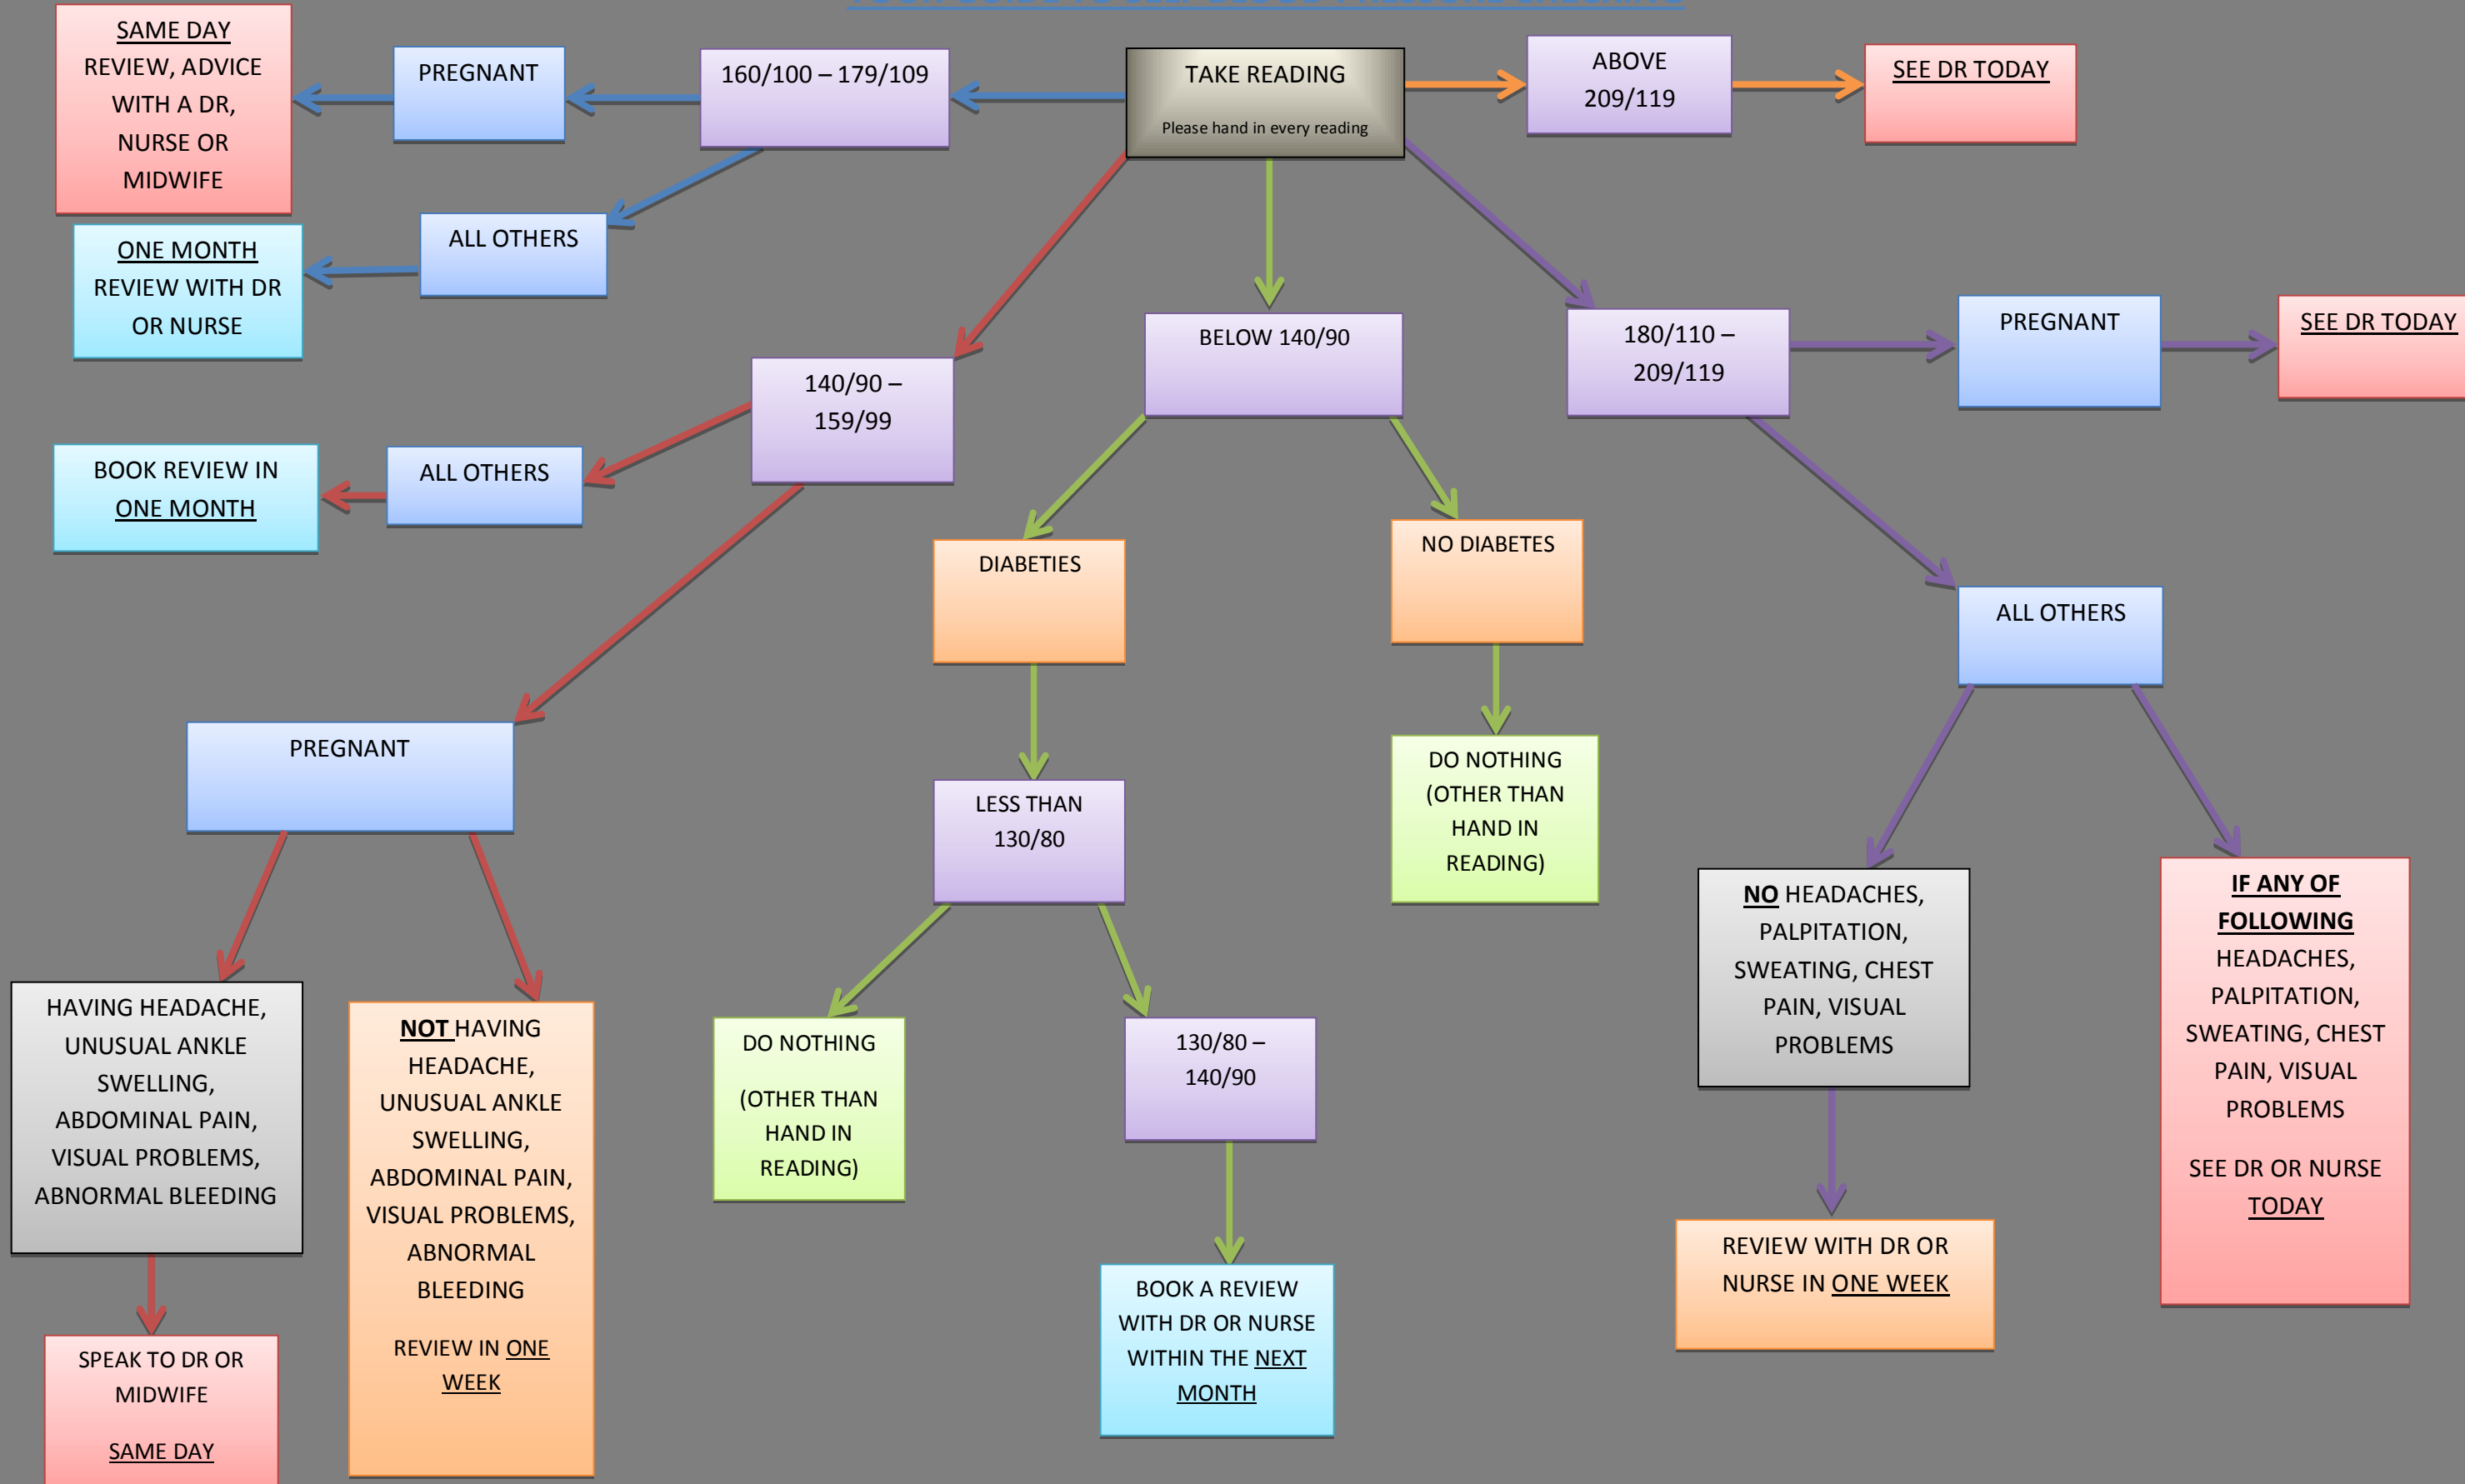 SAME DAY
REVIEW, ADVICE
WITH A DR,
NURSE OR
MIDWIFE
PREGNANT
160/100 – 179/109
TAKE READING
Please hand in every reading
ABOVE
209/119
SEE DR TODAY
ALL OTHERS
ONE MONTH
REVIEW WITH DR
OR NURSE
140/90 –
159/99
BELOW 140/90
180/110 –
209/119
PREGNANT
SEE DR TODAY
ALL OTHERS
BOOK REVIEW IN
ONE MONTH
DIABETIES
NO DIABETES
ALL OTHERS
PREGNANT
LESS THAN
130/80
DO NOTHING
(OTHER THAN
HAND IN
READING)
HAVING HEADACHE,
UNUSUAL ANKLE
SWELLING,
ABDOMINAL PAIN,
VISUAL PROBLEMS,
ABNORMAL BLEEDING
NOT HAVING
HEADACHE,
UNUSUAL ANKLE
SWELLING,
ABDOMINAL PAIN,
VISUAL PROBLEMS,
ABNORMAL
BLEEDING
REVIEW IN ONE
WEEK
DO NOTHING
(OTHER THAN
HAND IN
READING)
130/80 –
140/90
NO HEADACHES,
PALPITATION,
SWEATING, CHEST
PAIN, VISUAL
PROBLEMS
IF ANY OF
FOLLOWING
HEADACHES,
PALPITATION,
SWEATING, CHEST
PAIN, VISUAL
PROBLEMS
SEE DR OR NURSE
TODAY
SPEAK TO DR OR
MIDWIFE
SAME DAY
BOOK A REVIEW
WITH DR OR NURSE
WITHIN THE NEXT
MONTH
REVIEW WITH DR OR
NURSE IN ONE WEEK